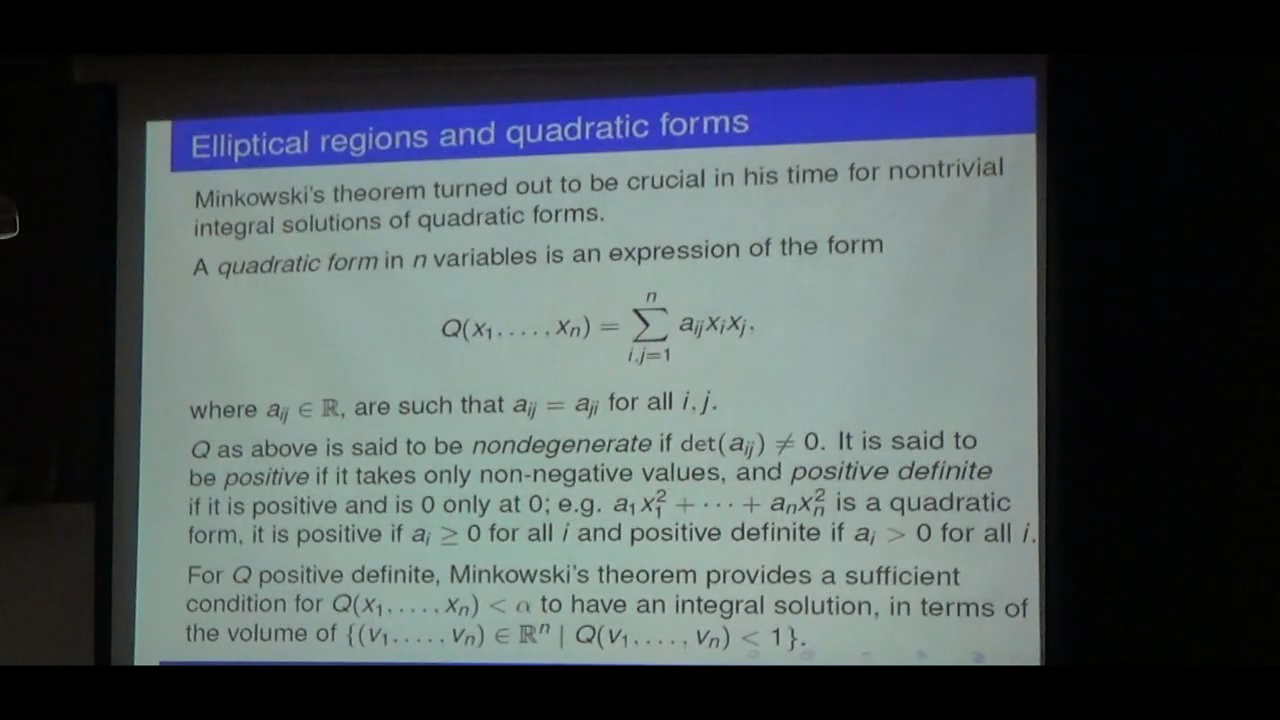 Elliptical regions and quadratic forms
Minkowski's theorem turned out to be crucial in his time for nontrivial
integral solutions of quadratic forms.
A quadratic form in n variables is an expression of the form
Q(x₁, . . . , xₙ) = ∑ⁿᵢ,ⱼ₌₁ aᵢⱼxᵢxⱼ,
where aᵢⱼ ∈ ℝ, are such that aᵢⱼ = aⱼᵢ for all i, j.
Q as above is said to be nondegenerate if det(aᵢⱼ) ≠ 0. It is said to
be positive if it takes only non-negative values, and positive definite
if it is positive and is 0 only at 0; e.g. a₁x₁² + ··· + aₙxₙ² is a quadratic
form, it is positive if aᵢ ≥ 0 for all i and positive definite if aᵢ > 0 for all i.
For Q positive definite, Minkowski's theorem provides a sufficient
condition for Q(x₁, . . . , xₙ) < α to have an integral solution, in terms of
the volume of {(v₁, . . . , vₙ) ∈ ℝⁿ | Q(v₁, . . . , vₙ) < 1}.